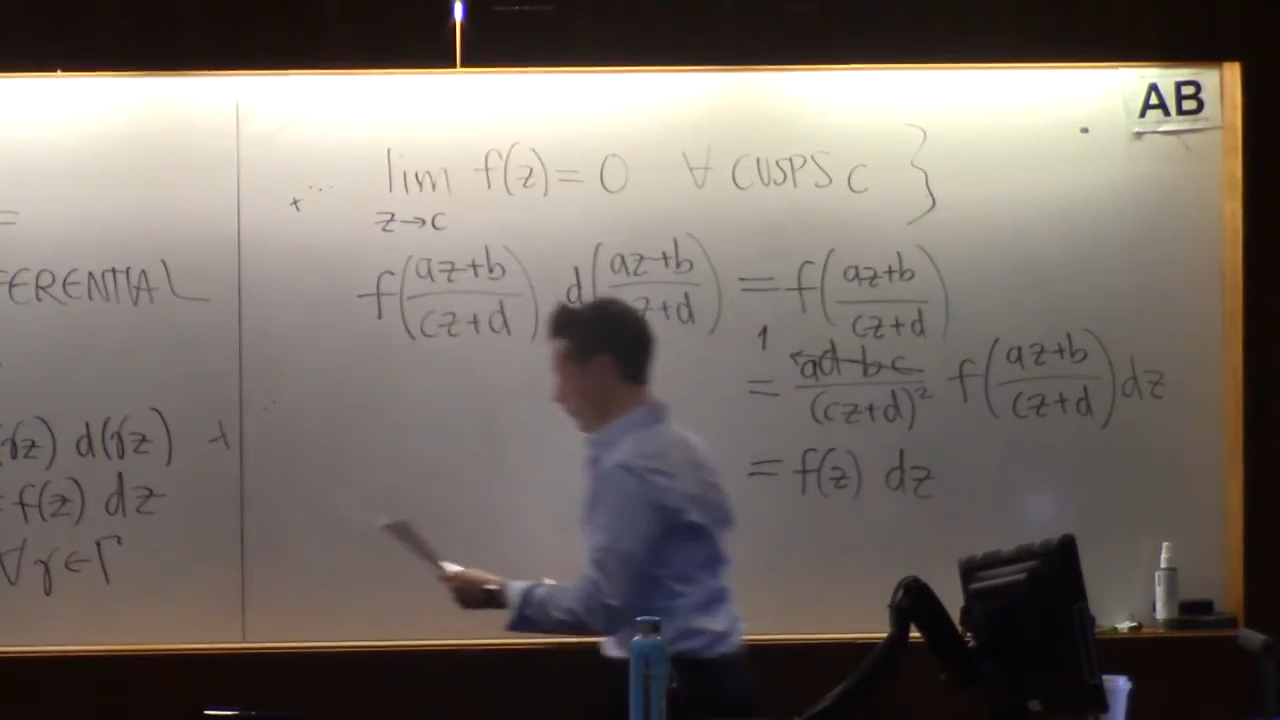 AB
=
FERENTIAL
γz) d(γz)
= f(z) dz
∀ γ ∈ Γ
lim f(z) = 0 ∀ CUSPS c }
z→c
f((az+b)/(cz+d)) d((az+b)/(cz+d)) = f((az+b)/(cz+d))
1
= (ad-bc)/(cz+d)² f((az+b)/(cz+d)) dz
= f(z) dz